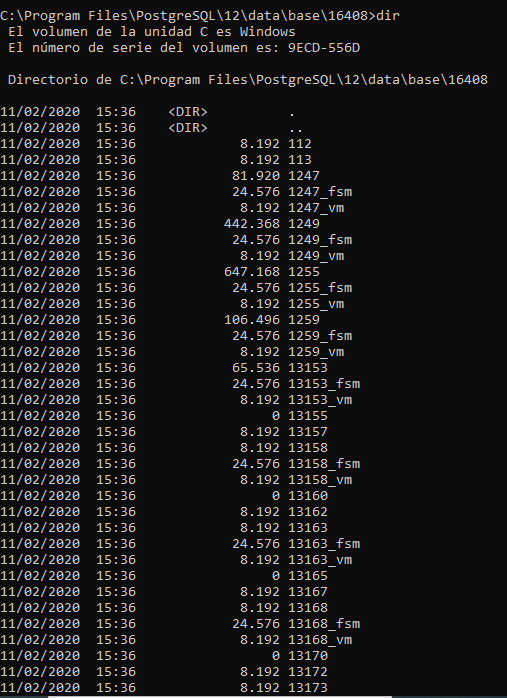 C:\Program Files\PostgreSQL\12\data\base\16408>dir
 El volumen de la unidad C es Windows
 El número de serie del volumen es: 9ECD-556D

 Directorio de C:\Program Files\PostgreSQL\12\data\base\16408

11/02/2020  15:36    <DIR>          .
11/02/2020  15:36    <DIR>          ..
11/02/2020  15:36             8.192 112
11/02/2020  15:36             8.192 113
11/02/2020  15:36            81.920 1247
11/02/2020  15:36            24.576 1247_fsm
11/02/2020  15:36             8.192 1247_vm
11/02/2020  15:36           442.368 1249
11/02/2020  15:36            24.576 1249_fsm
11/02/2020  15:36             8.192 1249_vm
11/02/2020  15:36           647.168 1255
11/02/2020  15:36            24.576 1255_fsm
11/02/2020  15:36             8.192 1255_vm
11/02/2020  15:36           106.496 1259
11/02/2020  15:36            24.576 1259_fsm
11/02/2020  15:36             8.192 1259_vm
11/02/2020  15:36            65.536 13153
11/02/2020  15:36            24.576 13153_fsm
11/02/2020  15:36             8.192 13153_vm
11/02/2020  15:36                 0 13155
11/02/2020  15:36             8.192 13157
11/02/2020  15:36             8.192 13158
11/02/2020  15:36            24.576 13158_fsm
11/02/2020  15:36             8.192 13158_vm
11/02/2020  15:36                 0 13160
11/02/2020  15:36             8.192 13162
11/02/2020  15:36             8.192 13163
11/02/2020  15:36            24.576 13163_fsm
11/02/2020  15:36             8.192 13163_vm
11/02/2020  15:36                 0 13165
11/02/2020  15:36             8.192 13167
11/02/2020  15:36             8.192 13168
11/02/2020  15:36            24.576 13168_fsm
11/02/2020  15:36             8.192 13168_vm
11/02/2020  15:36                 0 13170
11/02/2020  15:36             8.192 13172
11/02/2020  15:36             8.192 13173